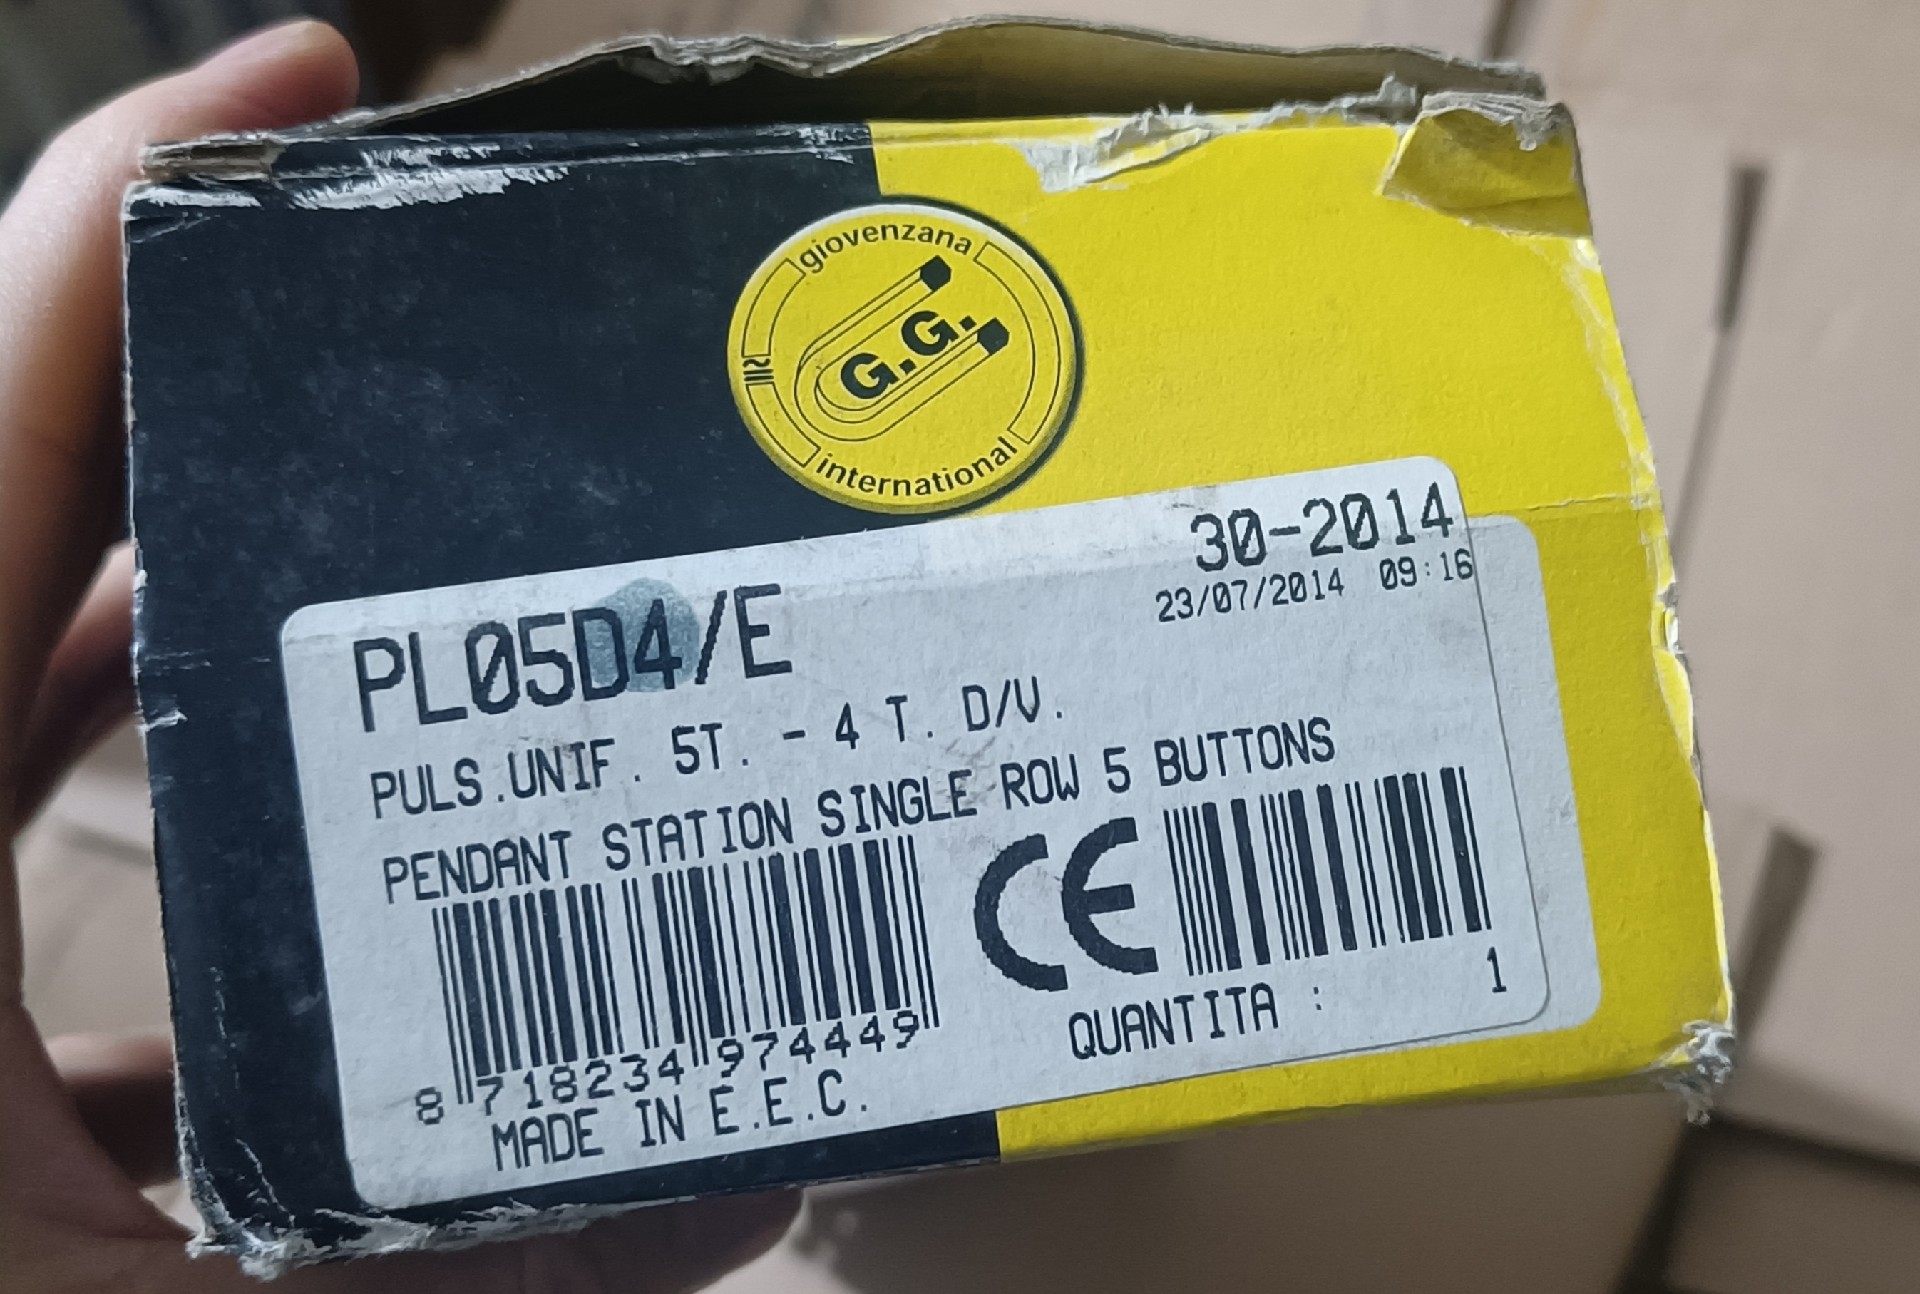 giovenzana
G.G.
international
30-2014
23/07/2014 09:16
PL05D4/E
PULS.UNIF. 5T. - 4 T. D/V.
PENDANT STATION SINGLE ROW 5 BUTTONS
CE
8 718234 974449
QUANTITA : 1
MADE IN E.E.C.